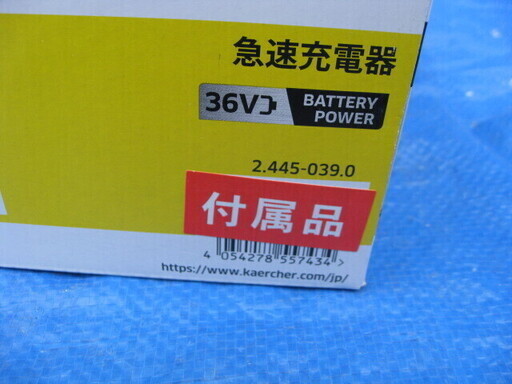 急速充電器
36V BATTERY POWER
2.445-039.0
付属品
4 054278 557434 >
https://www.kaercher.com/jp/